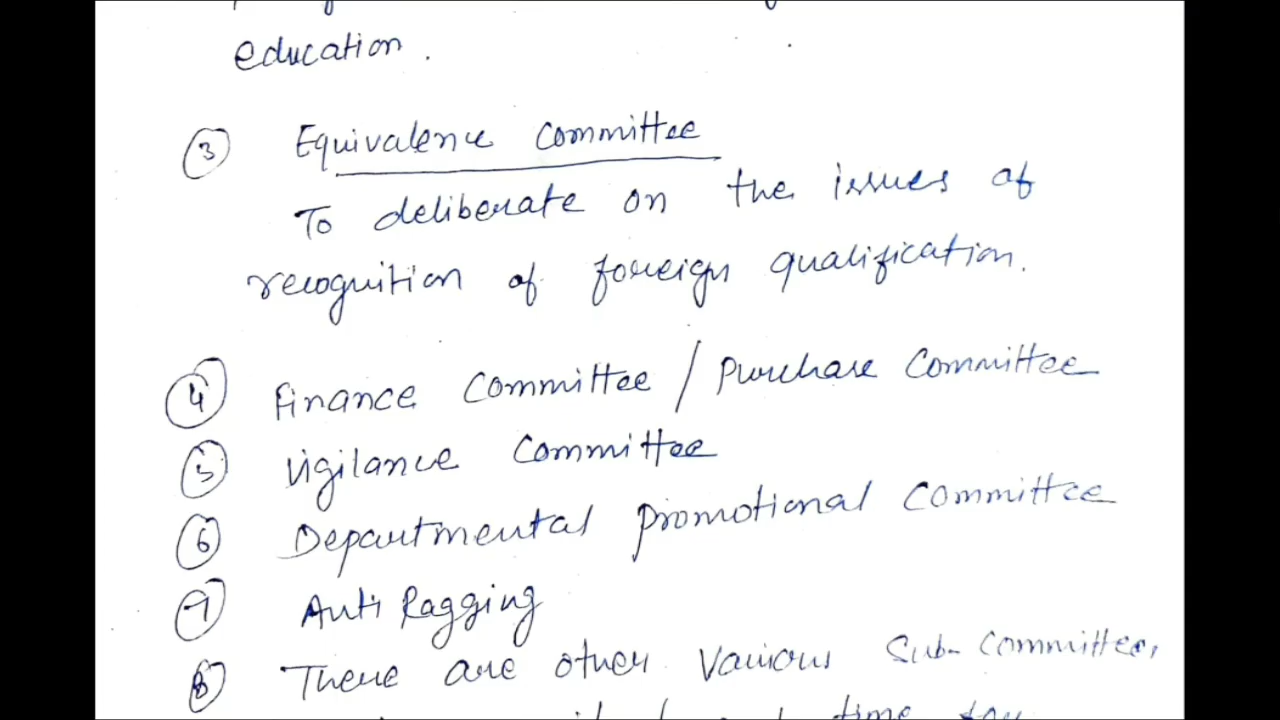 education.
③ Equivalence Committee
To deliberate on the issues of
recognition of foreign qualification.
④ Finance Committee / Purchase Committee
⑤ Vigilance Committee
⑥ Departmental promotional Committee
⑦ Anti Ragging
⑧ There are other various Sub-Committees,
time